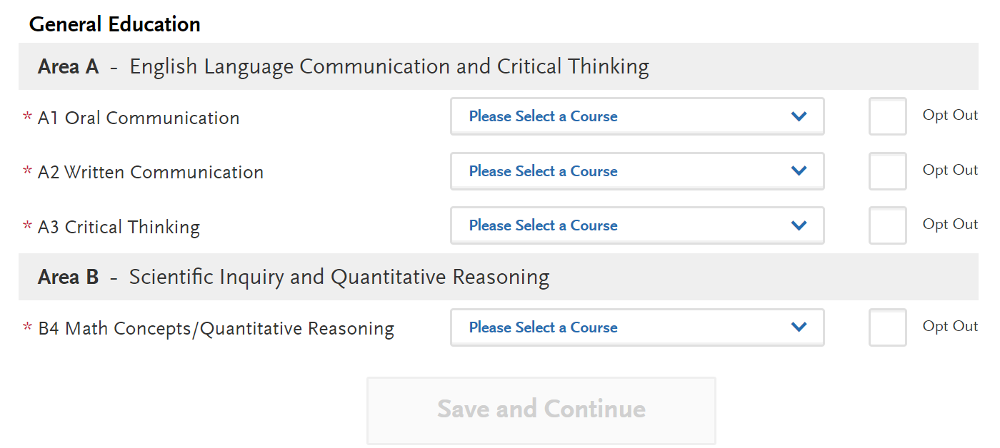 General Education
Area A - English Language Communication and Critical Thinking
* A1 Oral Communication Please Select a Course Opt Out
* A2 Written Communication Please Select a Course Opt Out
* A3 Critical Thinking Please Select a Course Opt Out
Area B - Scientific Inquiry and Quantitative Reasoning
* B4 Math Concepts/Quantitative Reasoning Please Select a Course Opt Out
Save and Continue